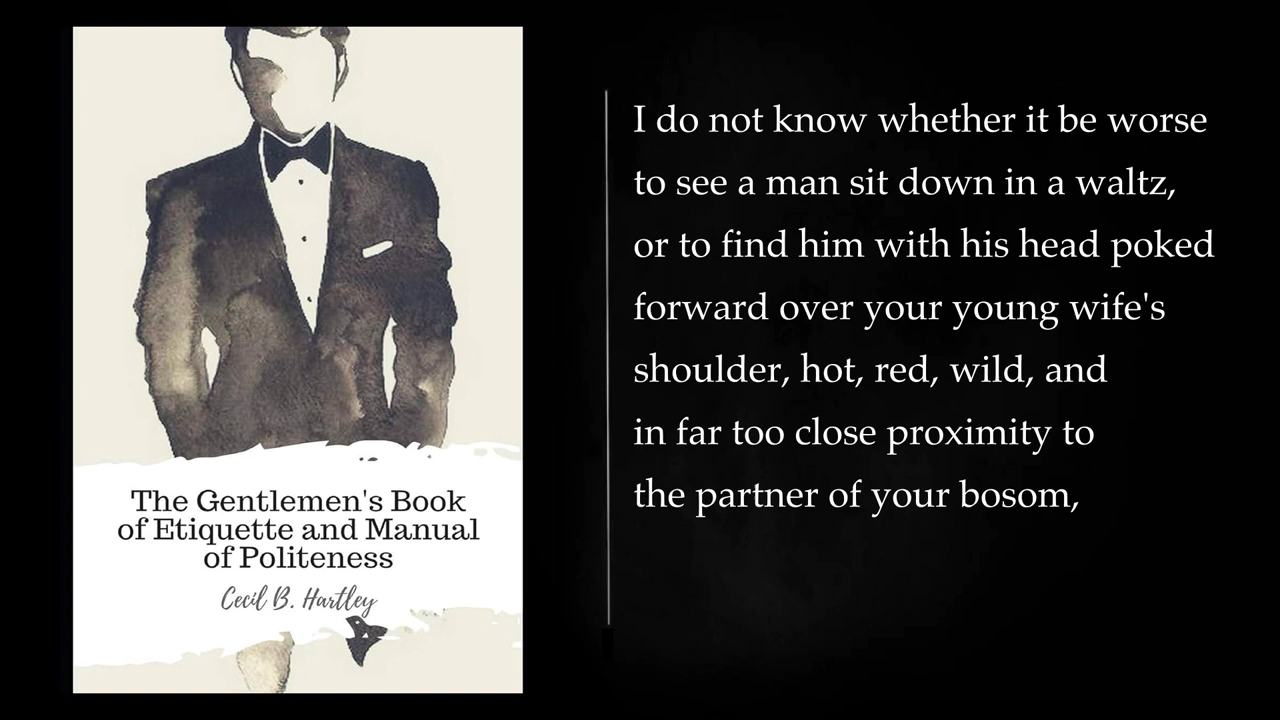 The Gentlemen's Book
of Etiquette and Manual
of Politeness
Cecil B. Hartley
I do not know whether it be worse
to see a man sit down in a waltz,
or to find him with his head poked
forward over your young wife's
shoulder, hot, red, wild, and
in far too close proximity to
the partner of your bosom,